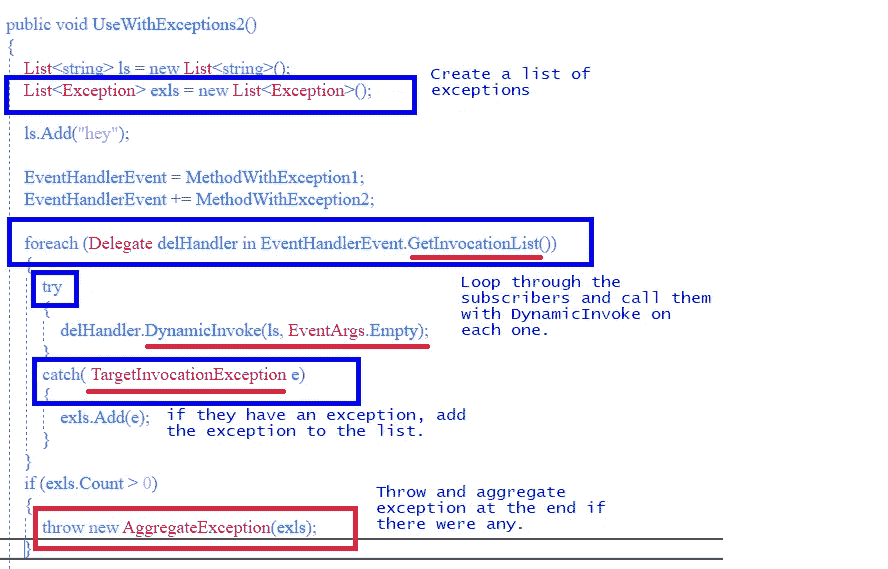 public void UseWithExceptions2()
{
List<string> ls = new List<string>();
List<Exception> exls = new List<Exception>();
Create a list of
exceptions
ls.Add("hey");
EventHandlerEvent = MethodWithException1;
EventHandlerEvent += MethodWithException2;
foreach (Delegate delHandler in EventHandlerEvent.GetInvocationList())
{
try
{
delHandler.DynamicInvoke(ls, EventArgs.Empty);
}
Loop through the
subscribers and call them
with DynamicInvoke on
each one.
catch( TargetInvocationException e)
{
exls.Add(e);
}
if they have an exception, add
the exception to the list.
}
if (exls.Count > 0)
{
throw new AggregateException(exls);
}
Throw and aggregate
exception at the end if
there were any.